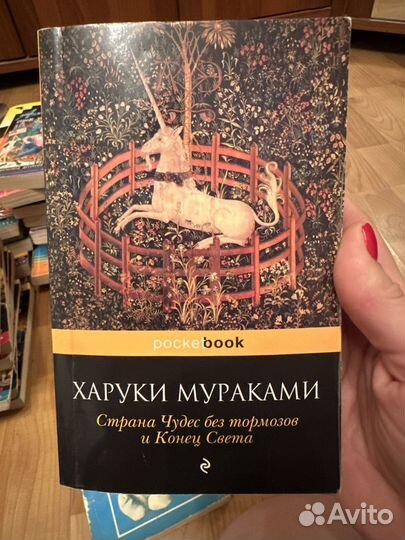 pocketbook
ХАРУКИ МУРАКАМИ
Страна Чудес без тормозов
и Конец Света
Avito